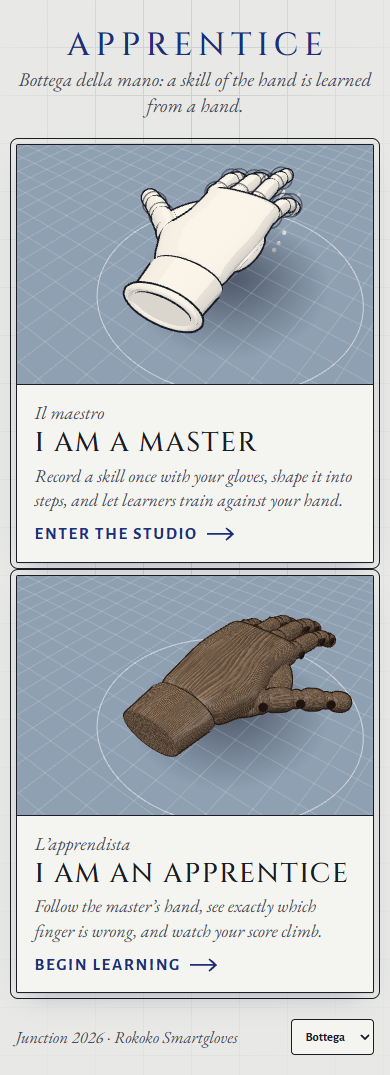 APPRENTICE
Bottega della mano: a skill of the hand is learned
from a hand.
Il maestro
I AM A MASTER
Record a skill once with your gloves, shape it into
steps, and let learners train against your hand.
ENTER THE STUDIO →
L’apprendista
I AM AN APPRENTICE
Follow the master’s hand, see exactly which
finger is wrong, and watch your score climb.
BEGIN LEARNING →
Junction 2026 · Rokoko Smartgloves
Bottega